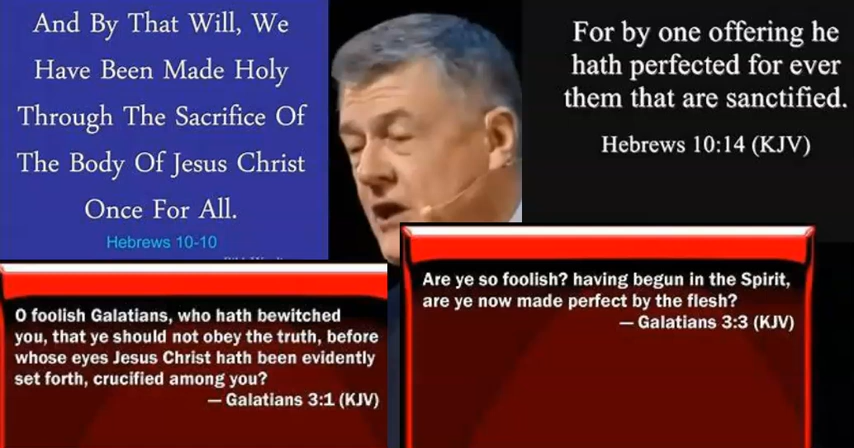 And By That Will, We
Have Been Made Holy
Through The Sacrifice Of
The Body Of Jesus Christ
Once For All.
Hebrews 10-10
For by one offering he
hath perfected for ever
them that are sanctified.
Hebrews 10:14 (KJV)
O foolish Galatians, who hath bewitched
you, that ye should not obey the truth, before
whose eyes Jesus Christ hath been evidently
set forth, crucified among you?
— Galatians 3:1 (KJV)
Are ye so foolish? having begun in the Spirit,
are ye now made perfect by the flesh?
— Galatians 3:3 (KJV)